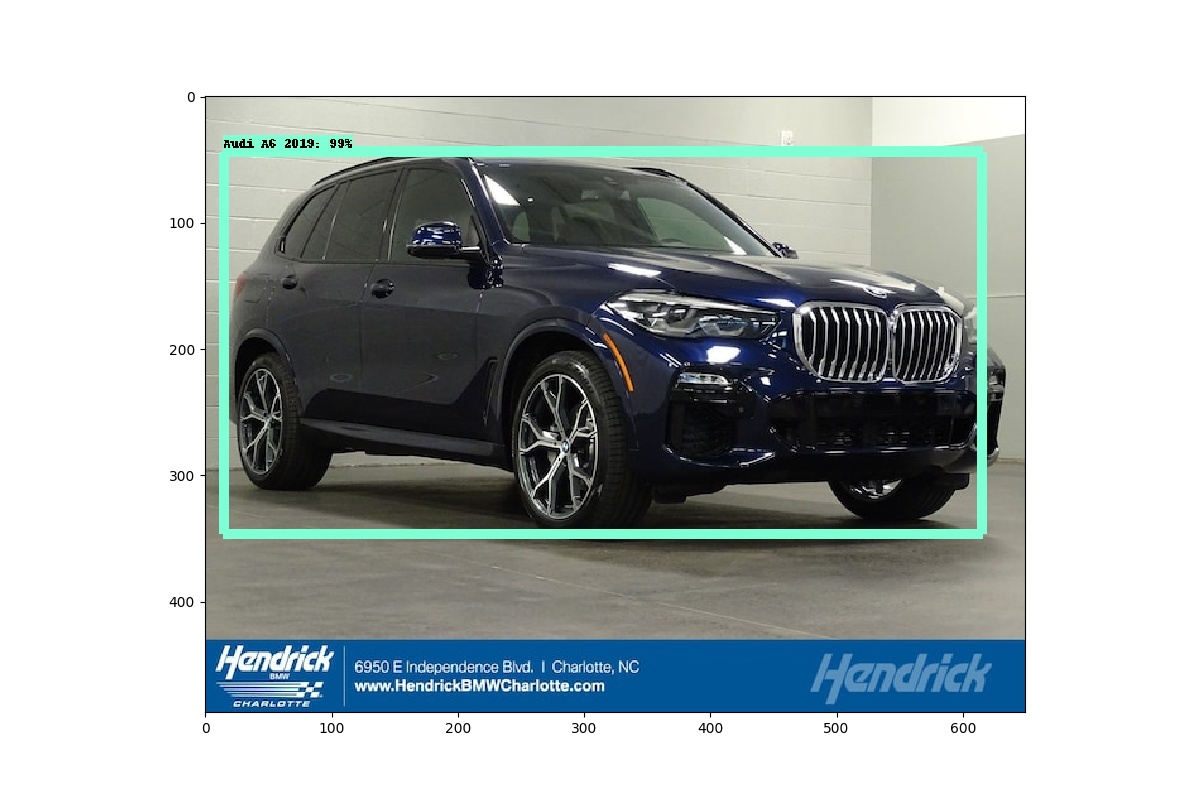 Audi A6 2019: 99%
0
100
200
300
400
0 100 200 300 400 500 600
Hendrick
BMW
CHARLOTTE
6950 E Independence Blvd. | Charlotte, NC
www.HendrickBMWCharlotte.com
Hendrick